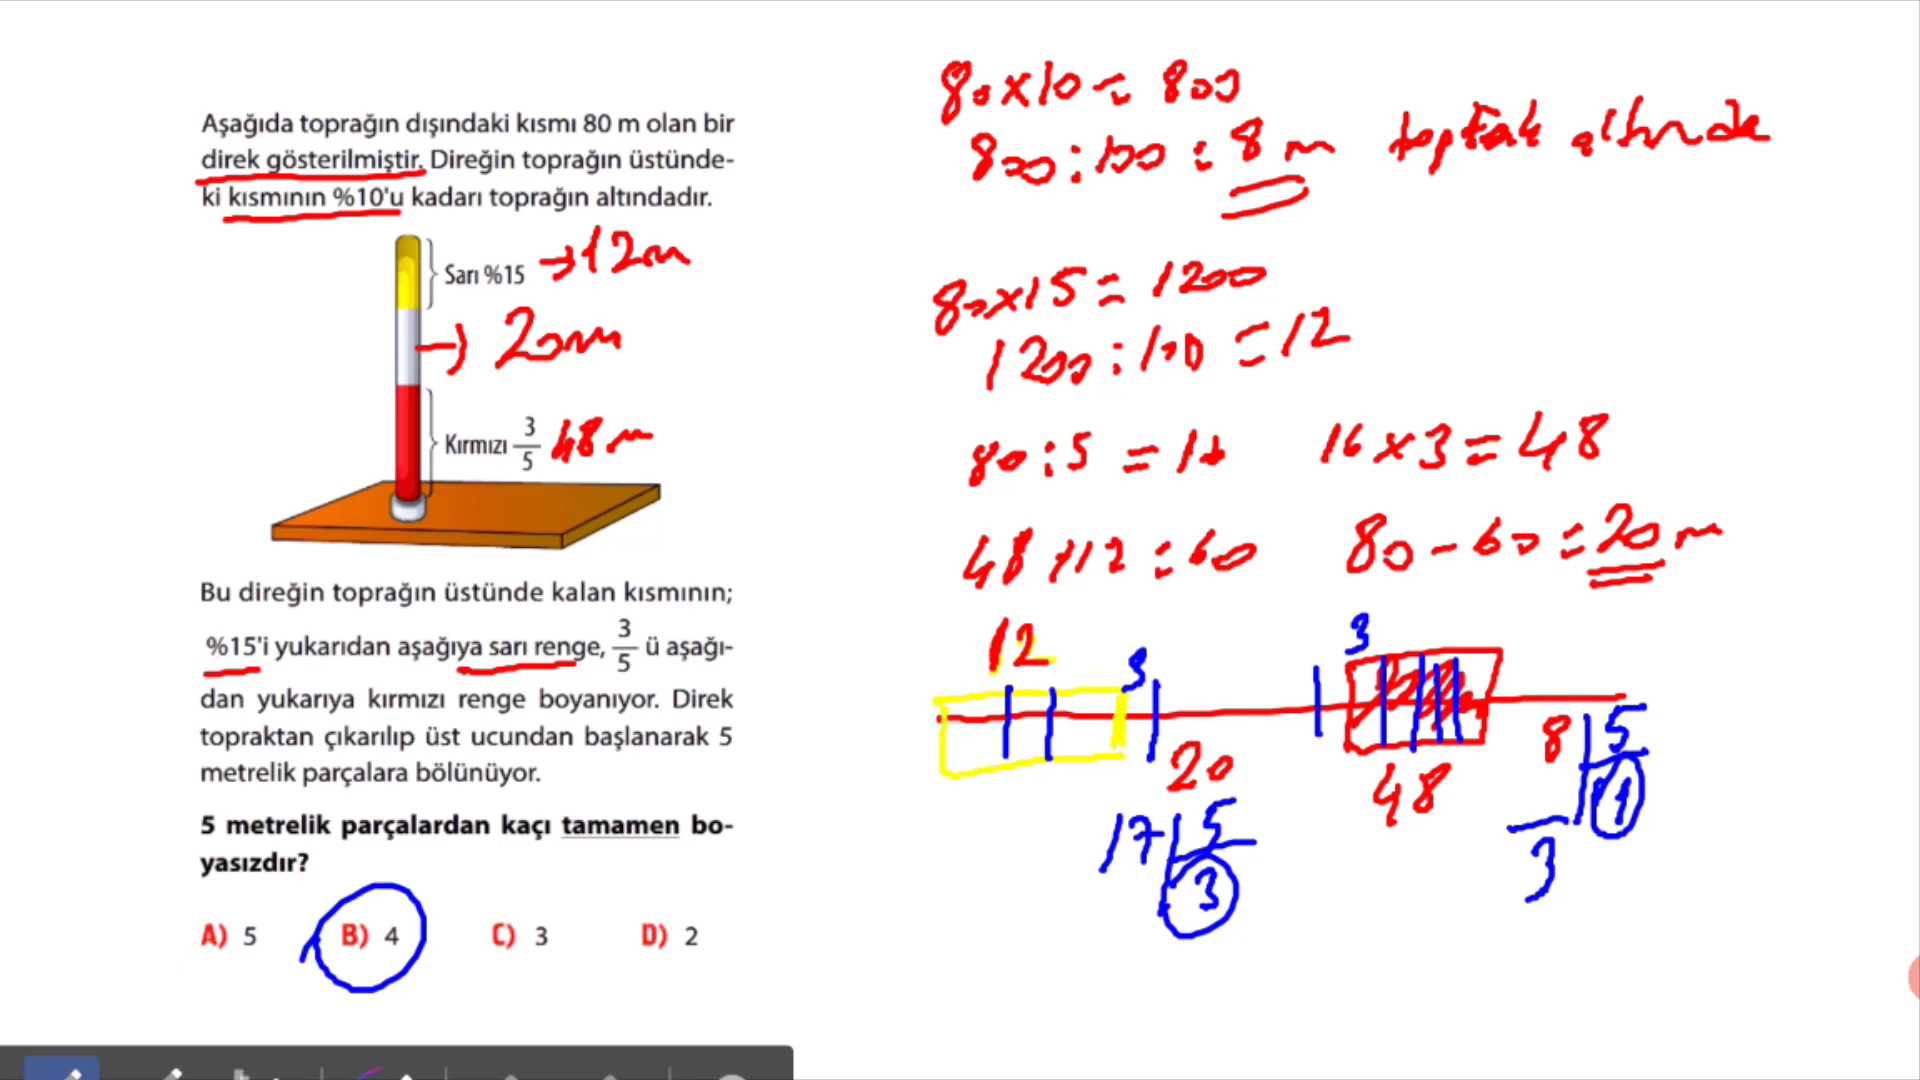 Aşağıda toprağın dışındaki kısmı 80 m olan bir
direk gösterilmiştir. Direğin toprağın üstünde-
ki kısmının %10'u kadarı toprağın altındadır.
Sarı %15 → 12m
→ 20m
Kırmızı 3/5 48 m
Bu direğin toprağın üstünde kalan kısmının;
%15'i yukarıdan aşağıya sarı renge, 3/5 ü aşağı-
dan yukarıya kırmızı renge boyanıyor. Direk
topraktan çıkarılıp üst ucundan başlanarak 5
metrelik parçalara bölünüyor.
5 metrelik parçalardan kaçı tamamen bo-
yasızdır?
A) 5 B) 4 C) 3 D) 2
80x10 = 800
800:100 = 8 m toprak altında
80x15 = 1200
1200:100 = 12
80:5 = 16 16x3 = 48
48+12 = 60 80-60 = 20 m
12 3 3
20 48 8 5
1
3
17 5
3